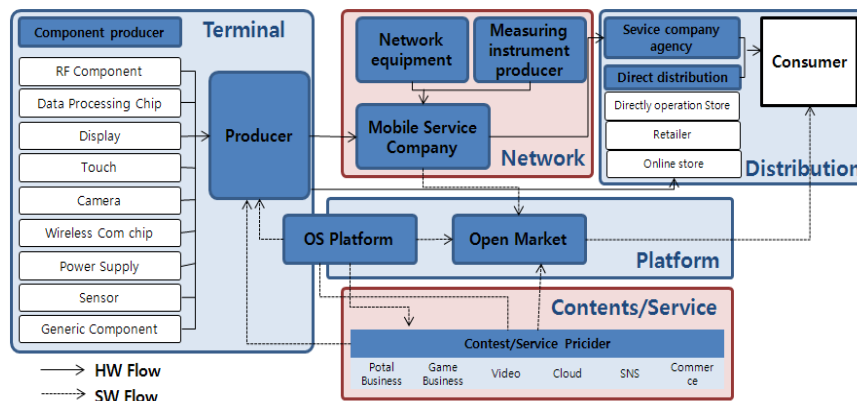 Component producer
Terminal
RF Component
Data Processing Chip
Display
Touch
Camera
Wireless Com chip
Power Supply
Sensor
Generic Component
Producer
Network
equipment
Measuring
instrument
producer
Mobile Service
Company
Network
Sevice company
agency
Direct distribution
Directly operation Store
Retailer
Online store
Distribution
Consumer
OS Platform
Open Market
Platform
Contents/Service
Contest/Service Pricider
Potal
Business
Game
Business
Video
Cloud
SNS
Commer
ce
HW Flow
SW Flow